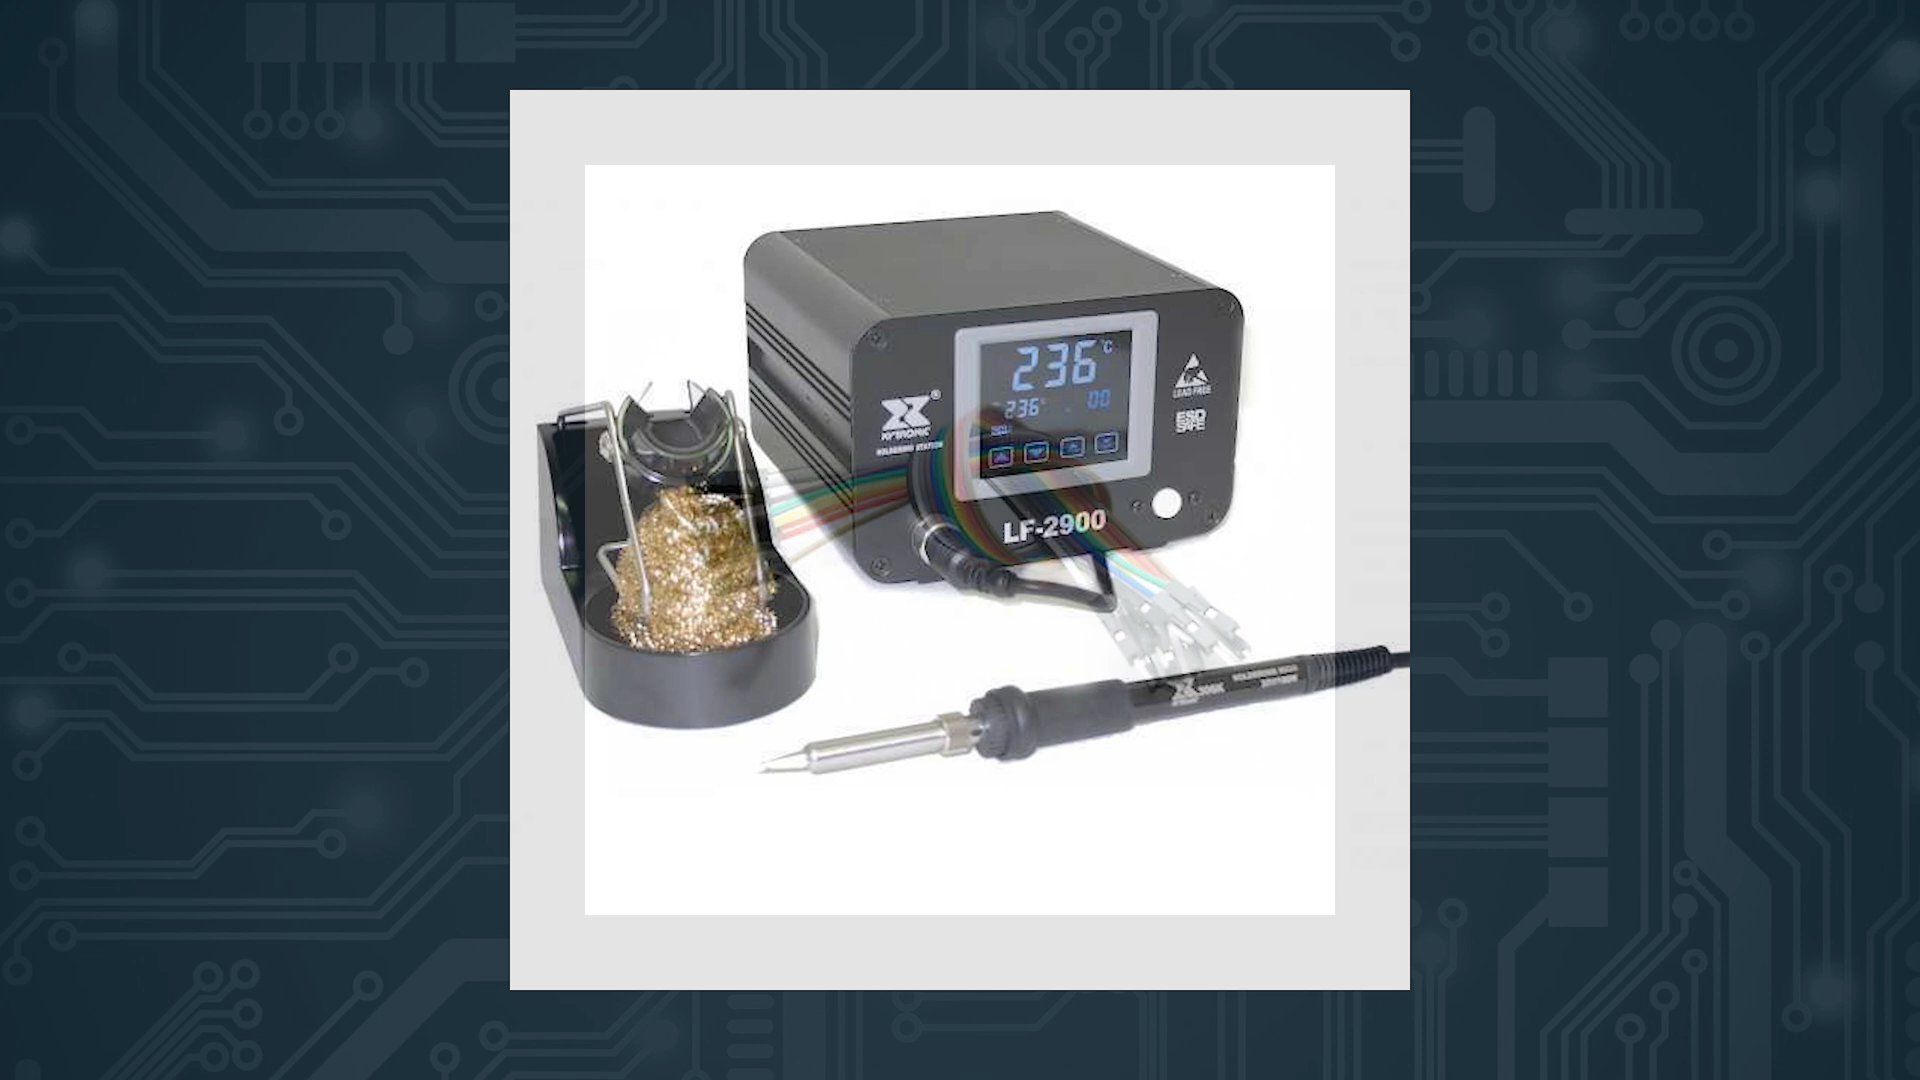 236 °C
236°
00
XYTRONIC ®
SOLDERING STATION
LEAD FREE
ESD
SAFE
LF-2900